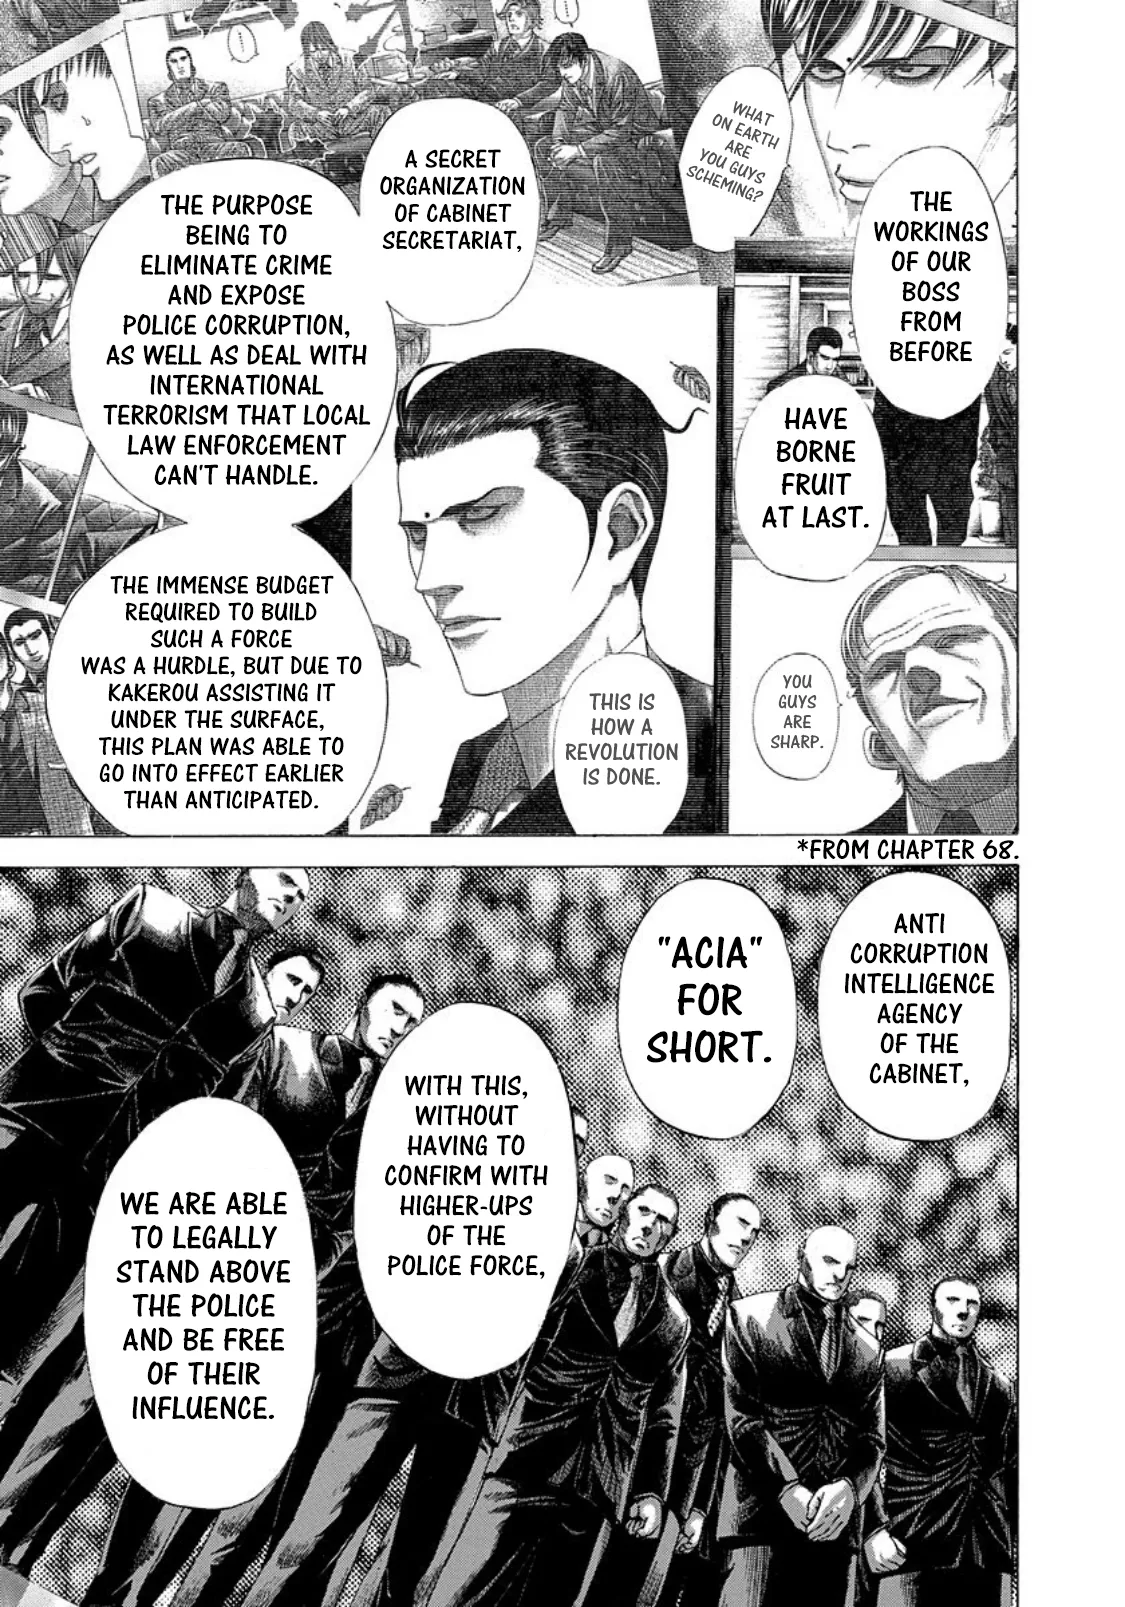 THE
WORKINGS
OF OUR
BOSS
FROM
BEFORE
HAVE
BORNE
FRUIT
AT LAST.
WHAT
ON EARTH
ARE
YOU GUYS
SCHEMING?
YOU
GUYS
ARE
SHARP.
A SECRET
ORGANIZATION
OF CABINET
SECRETARIAT,
THIS IS
HOW A
REVOLUTION
IS DONE.
THE PURPOSE
BEING TO
ELIMINATE CRIME
AND EXPOSE
POLICE CORRUPTION,
AS WELL AS DEAL WITH
INTERNATIONAL
TERRORISM THAT LOCAL
LAW ENFORCEMENT
CAN'T HANDLE.
THE IMMENSE BUDGET
REQUIRED TO BUILD
SUCH A FORCE
WAS A HURDLE, BUT DUE TO
KAKEROU ASSISTING IT
UNDER THE SURFACE,
THIS PLAN WAS ABLE TO
GO INTO EFFECT EARLIER
THAN ANTICIPATED.
*FROM CHAPTER 68.
ANTI
CORRUPTION
INTELLIGENCE
AGENCY
OF THE
CABINET,
"ACIA"
FOR
SHORT.
WITH THIS,
WITHOUT
HAVING TO
CONFIRM WITH
HIGHER-UPS
OF THE
POLICE FORCE,
WE ARE ABLE
TO LEGALLY
STAND ABOVE
THE POLICE
AND BE FREE
OF THEIR
INFLUENCE.